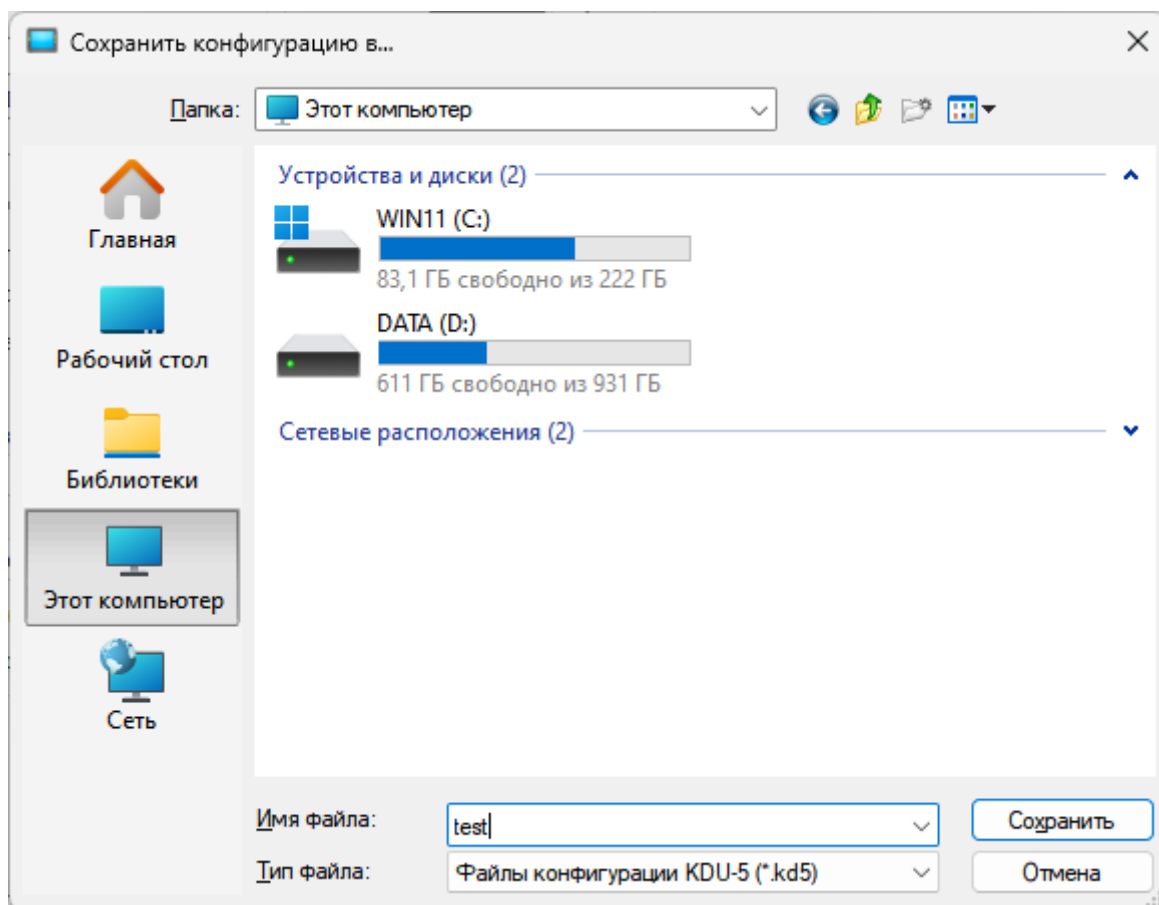 Сохранить конфигурацию в...
Папка: Этот компьютер
Главная
Рабочий стол
Библиотеки
Этот компьютер
Сеть
Устройства и диски (2)
WIN11 (C:)
83,1 ГБ свободно из 222 ГБ
DATA (D:)
611 ГБ свободно из 931 ГБ
Сетевые расположения (2)
Имя файла: test Сохранить
Тип файла: Файлы конфигурации KDU-5 (*.kd5) Отмена